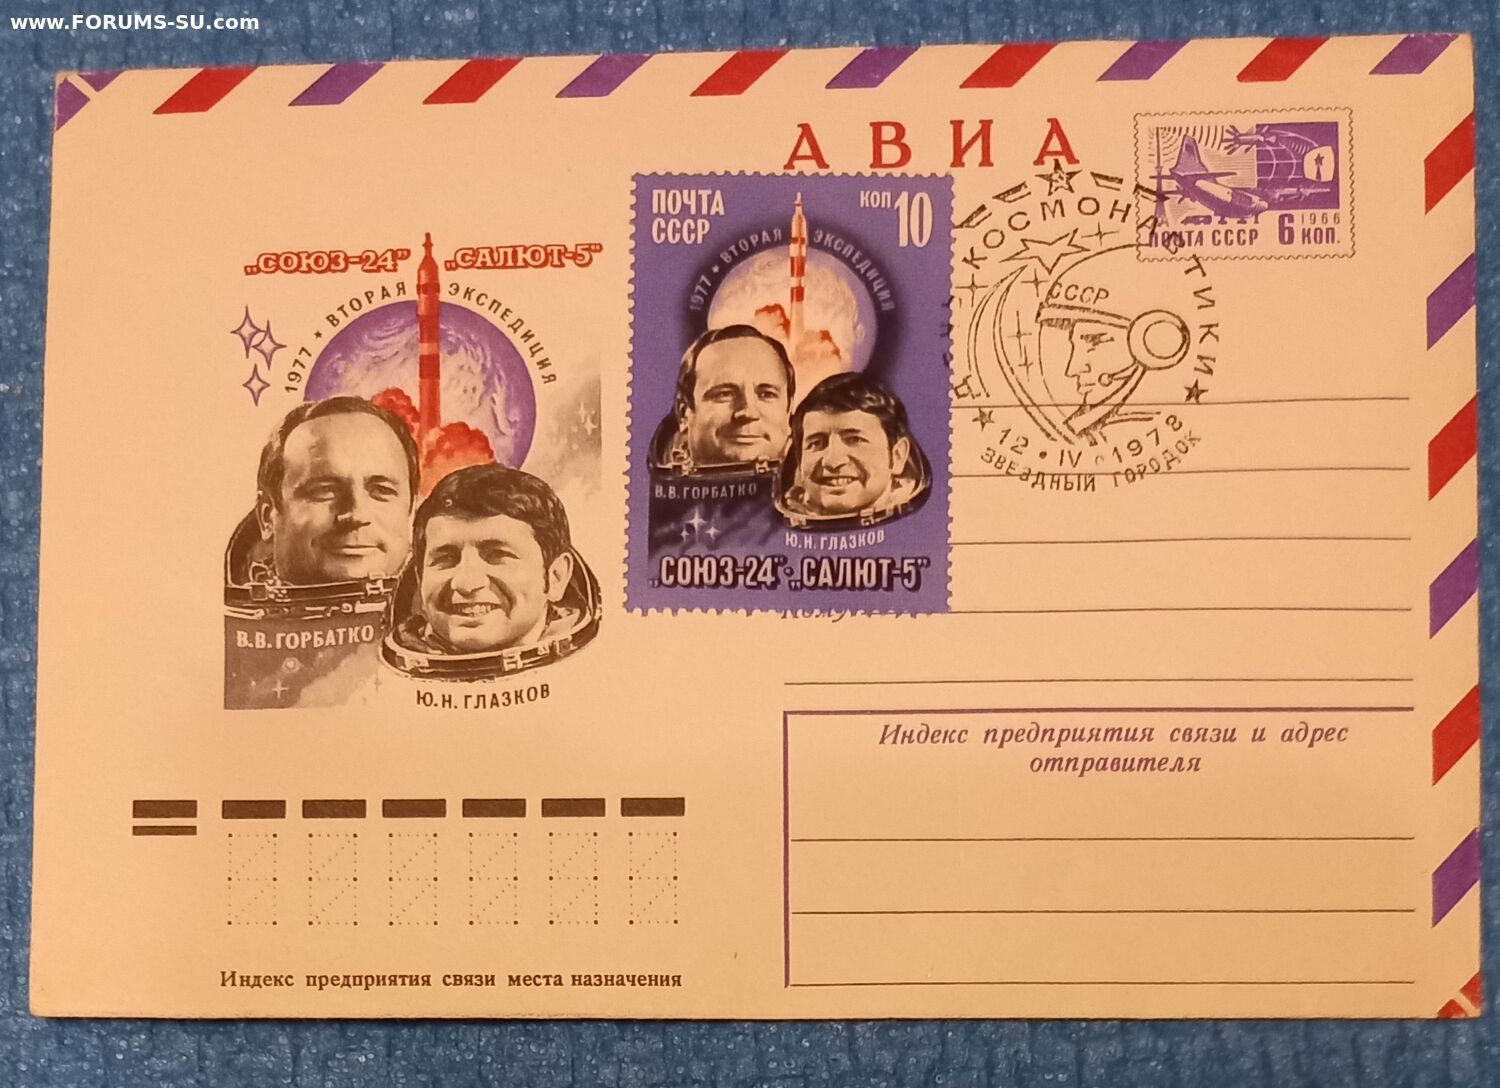 www.FORUMS-SU.com
АВИА
„СОЮЗ-24” „САЛЮТ-5”
1977 ★ ВТОРАЯ ЭКСПЕДИЦИЯ
В.В. ГОРБАТКО
Ю.Н. ГЛАЗКОВ
ПОЧТА
СССР
КОП 10
1977 ★ ВТОРАЯ ЭКСПЕДИЦИЯ
В.В. ГОРБАТКО
Ю.Н. ГЛАЗКОВ
„СОЮЗ-24”·„САЛЮТ-5”
1966
ПОЧТА СССР 6 КОП.
КОСМОНАВТИКИ
СССР
12 • IV • 1978
ЗВЕЗДНЫЙ ГОРОДОК
Кому
Индекс предприятия связи и адрес
отправителя
Индекс предприятия связи места назначения